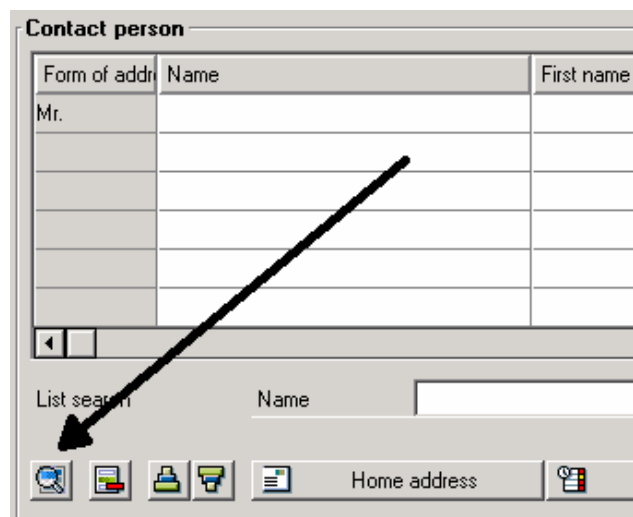 Contact person
Form of addr Name First name
Mr.
List search Name
Home address